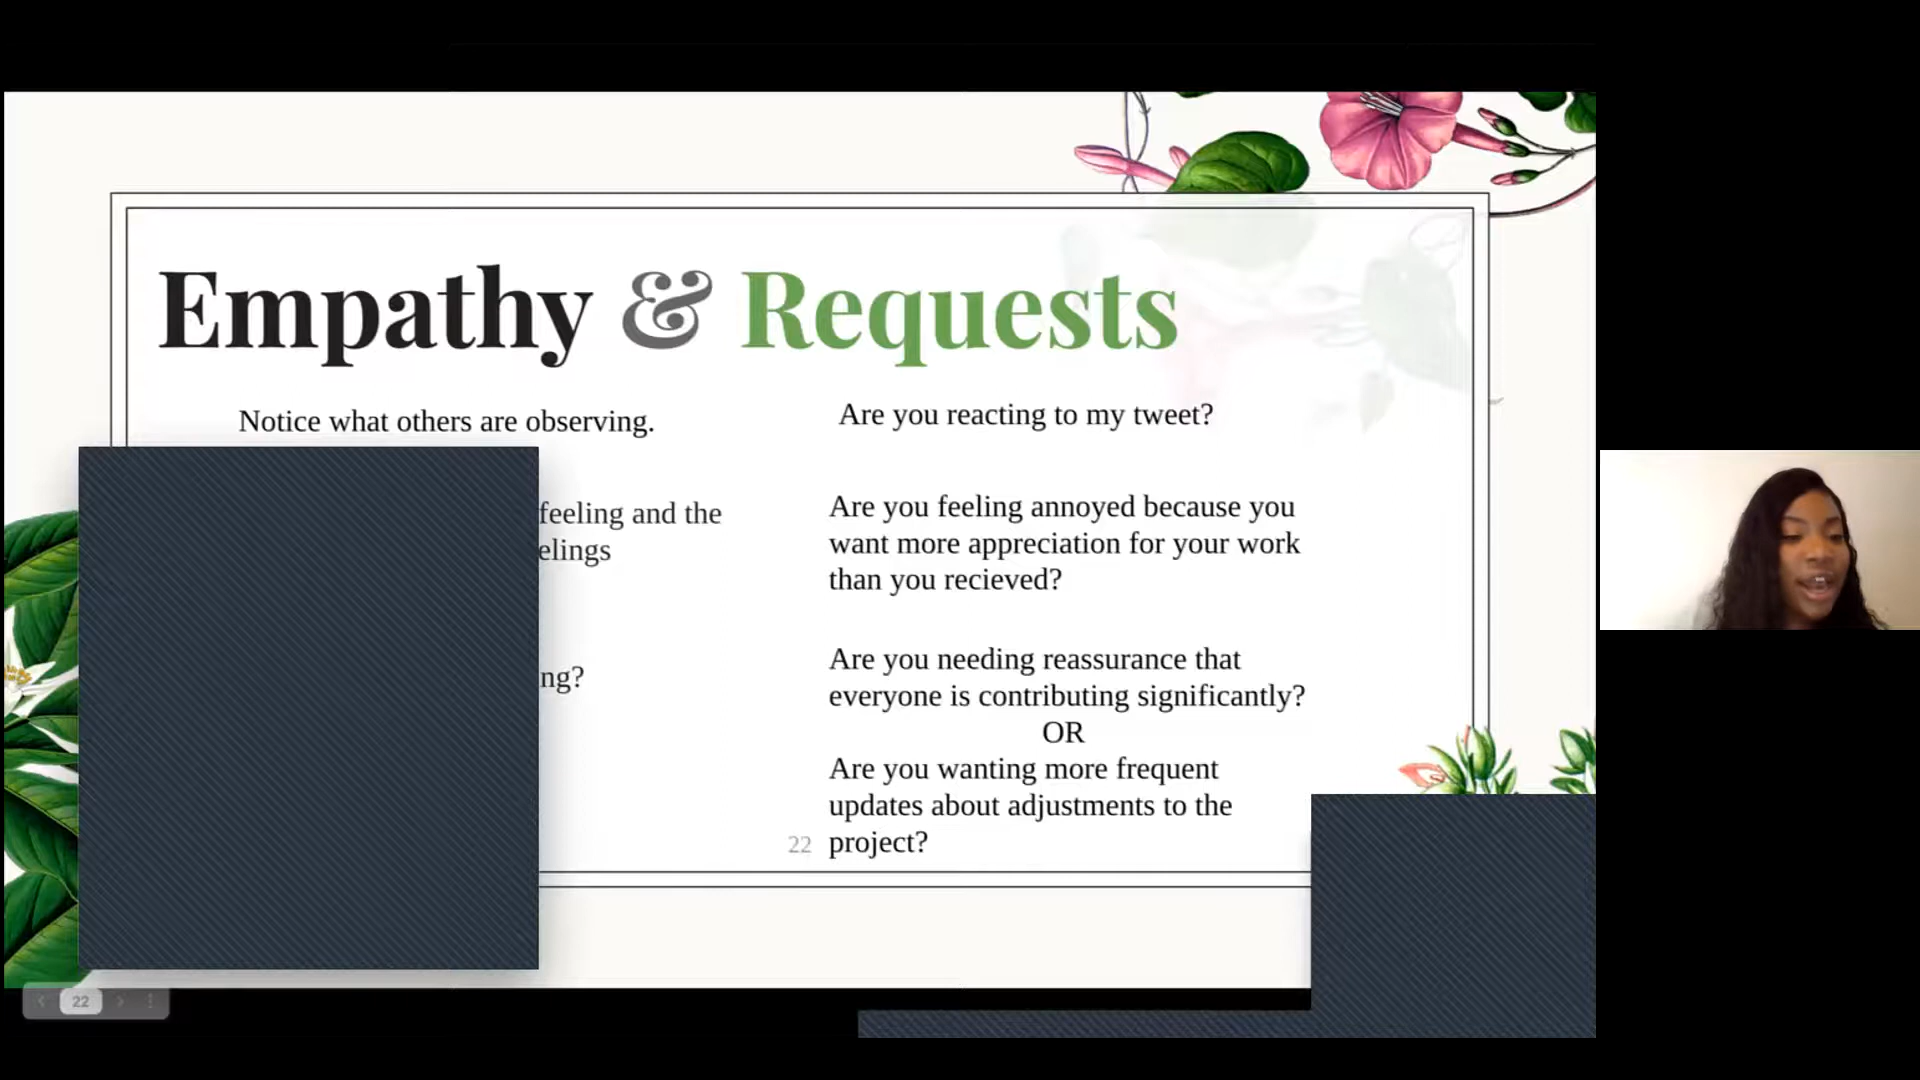 Empathy & Requests
Notice what others are observing.
feeling and the
Are you reacting to my tweet?
Are you feeling annoyed because you
want more appreciation for your work
than you recieved?
Are you needing reassurance that
everyone is contributing significantly?
OR
Are you wanting more frequent
updates about adjustments to the
project?
22
22